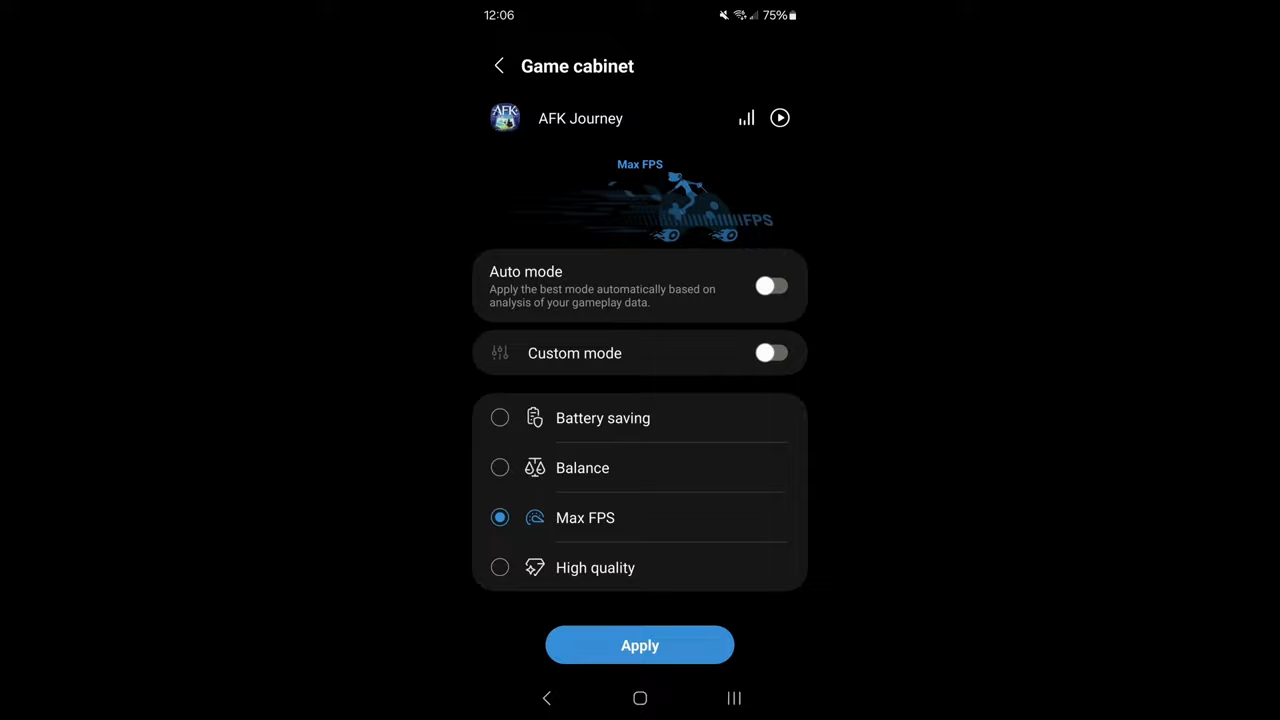 12:06
75%
Game cabinet
AFK
AFK Journey
Max FPS
FPS
Auto mode
Apply the best mode automatically based on
analysis of your gameplay data.
Custom mode
Battery saving
Balance
Max FPS
High quality
Apply